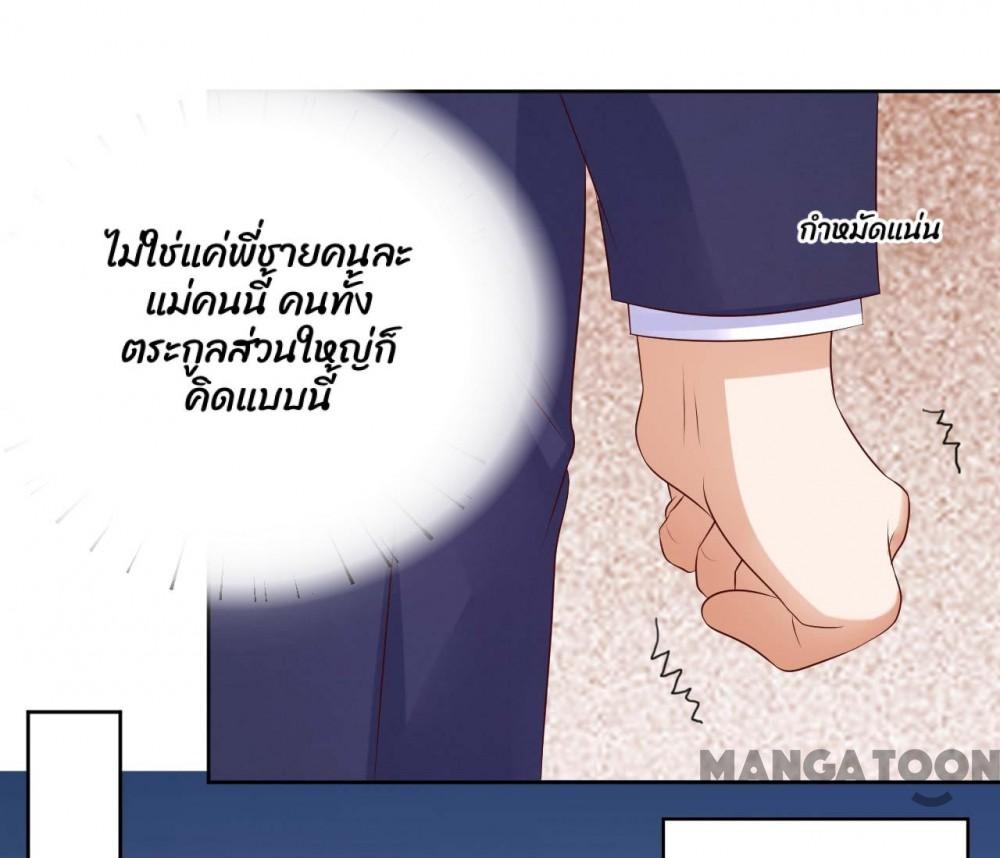 ไม่ใช่แค่พี่ชายคนละ
แม่คนนี้ คนทั้ง
ตระกูลส่วนใหญ่ก็
คิดแบบนี้
กำหมัดแน่น
MANGATOON